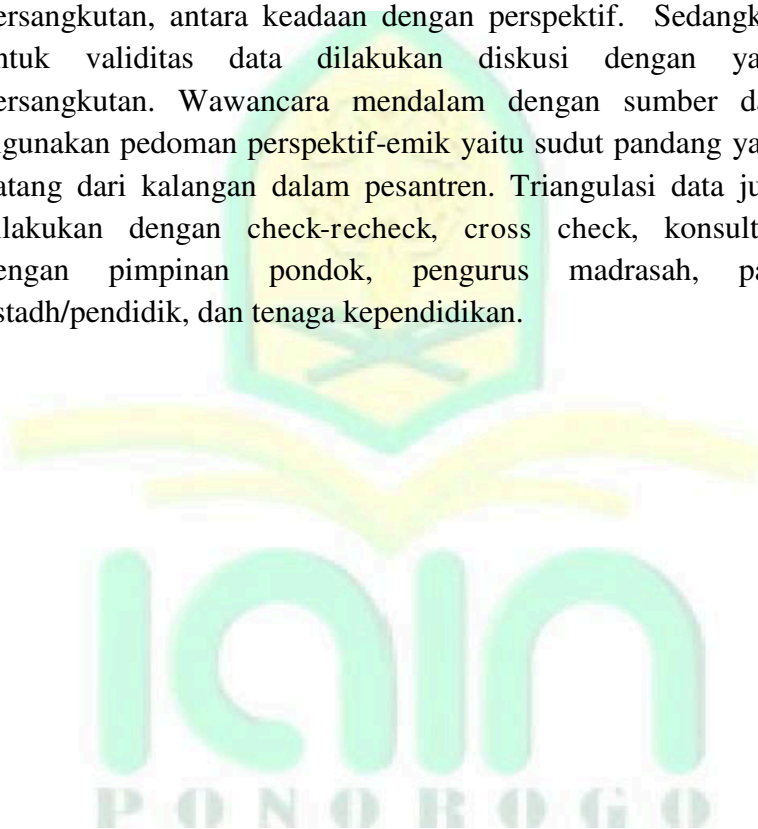 ersangkutan, antara keadaan dengan perspektif. Sedangk
ntuk validitas data dilakukan diskusi dengan ya
ersangkutan. Wawancara mendalam dengan sumber da
igunakan pedoman perspektif-emik yaitu sudut pandang ya
atang dari kalangan dalam pesantren. Triangulasi data ju
ilakukan dengan check-recheck, cross check, konsult
engan pimpinan pondok, pengurus madrasah, pa
stadh/pendidik, dan tenaga kependidikan.
iain
PONOROGO